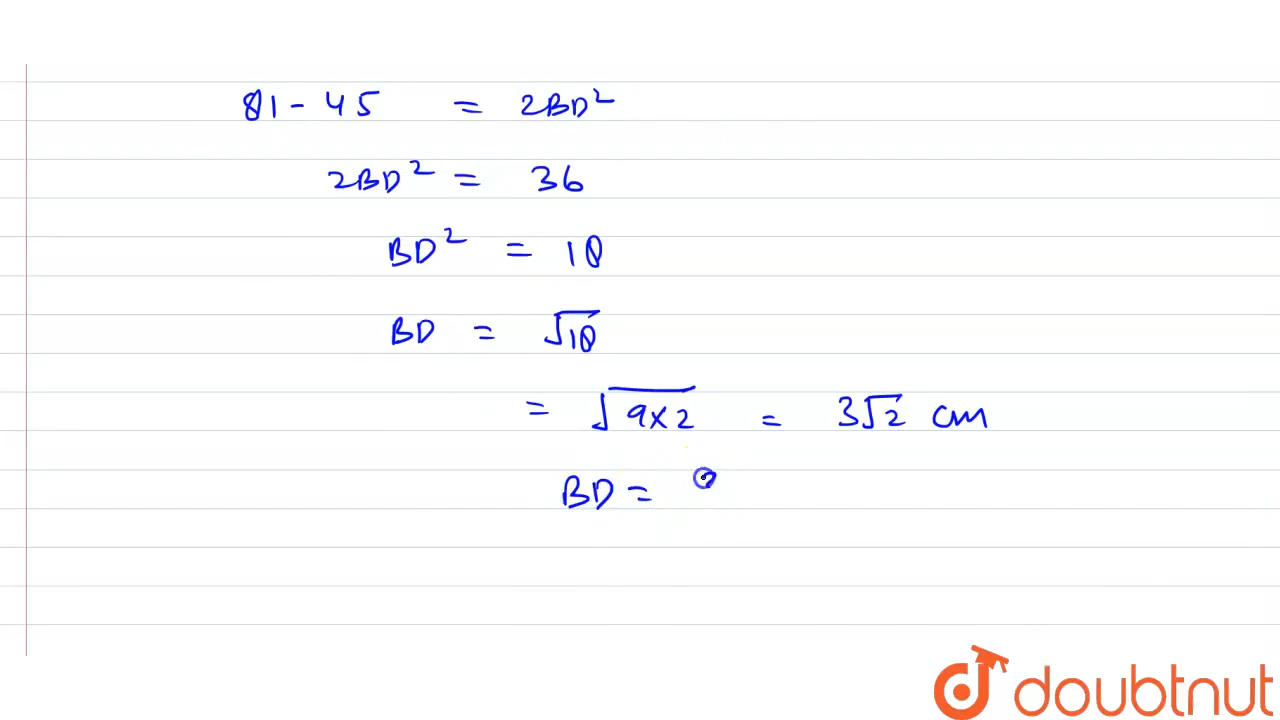 81 - 45 = 2BD²
2BD² = 36
BD² = 18
BD = √18
= √9×2 = 3√2 cm
BD =
doubtnut